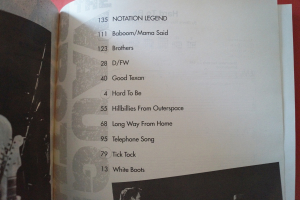 135 NOTATION LEGEND
111 Baboom/Mama Said
123 Brothers
28 D/FW
40 Good Texan
4 Hard To Be
55 Hillbillies From Outerspace
68 Long Way From Home
95 Telephone Song
79 Tick Tock
13 White Boots